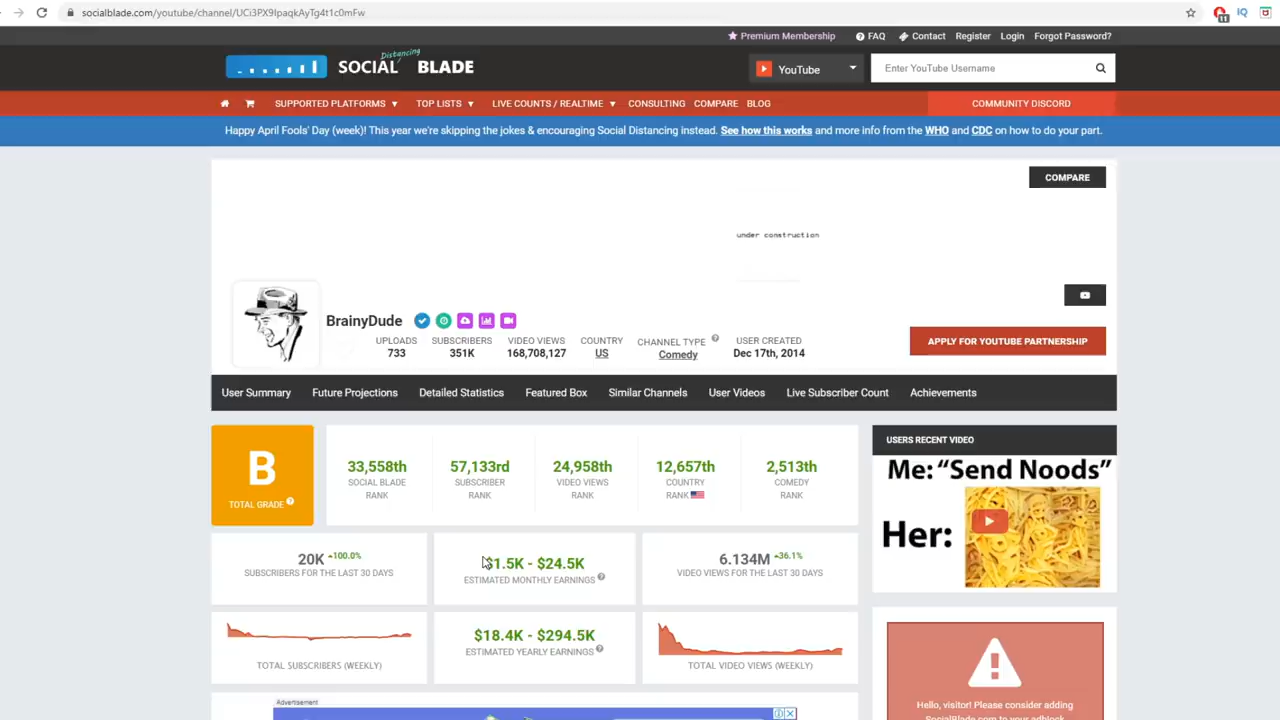 socialblade.com/youtube/channel/UCi3PX9IpaqkAyTg4t1c0mFw
11
IQ
Premium Membership FAQ Contact Register Login Forgot Password?
SOCIAL Distancing BLADE
YouTube
Enter YouTube Username
SUPPORTED PLATFORMS TOP LISTS LIVE COUNTS / REALTIME CONSULTING COMPARE BLOG COMMUNITY DISCORD
Happy April Fools' Day (week)! This year we're skipping the jokes & encouraging Social Distancing instead. See how this works and more info from the WHO and CDC on how to do your part.
COMPARE
under construction
BrainyDude
UPLOADS SUBSCRIBERS VIDEO VIEWS COUNTRY CHANNEL TYPE USER CREATED
733 351K 168,708,127 US Comedy Dec 17th, 2014
APPLY FOR YOUTUBE PARTNERSHIP
User Summary Future Projections Detailed Statistics Featured Box Similar Channels User Videos Live Subscriber Count Achievements
B
TOTAL GRADE
33,558th
SOCIAL BLADE
RANK
57,133rd
SUBSCRIBER
RANK
24,958th
VIDEO VIEWS
RANK
12,657th
COUNTRY
RANK
2,513th
COMEDY
RANK
USERS RECENT VIDEO
Me: “Send Noods”
Her:
20K +100.0%
SUBSCRIBERS FOR THE LAST 30 DAYS
$1.5K - $24.5K
ESTIMATED MONTHLY EARNINGS
6.134M +36.1%
VIDEO VIEWS FOR THE LAST 30 DAYS
TOTAL SUBSCRIBERS (WEEKLY)
$18.4K - $294.5K
ESTIMATED YEARLY EARNINGS
TOTAL VIDEO VIEWS (WEEKLY)
Advertisement
Hello, visitor! Please consider adding
SocialBlade.com to your adblock